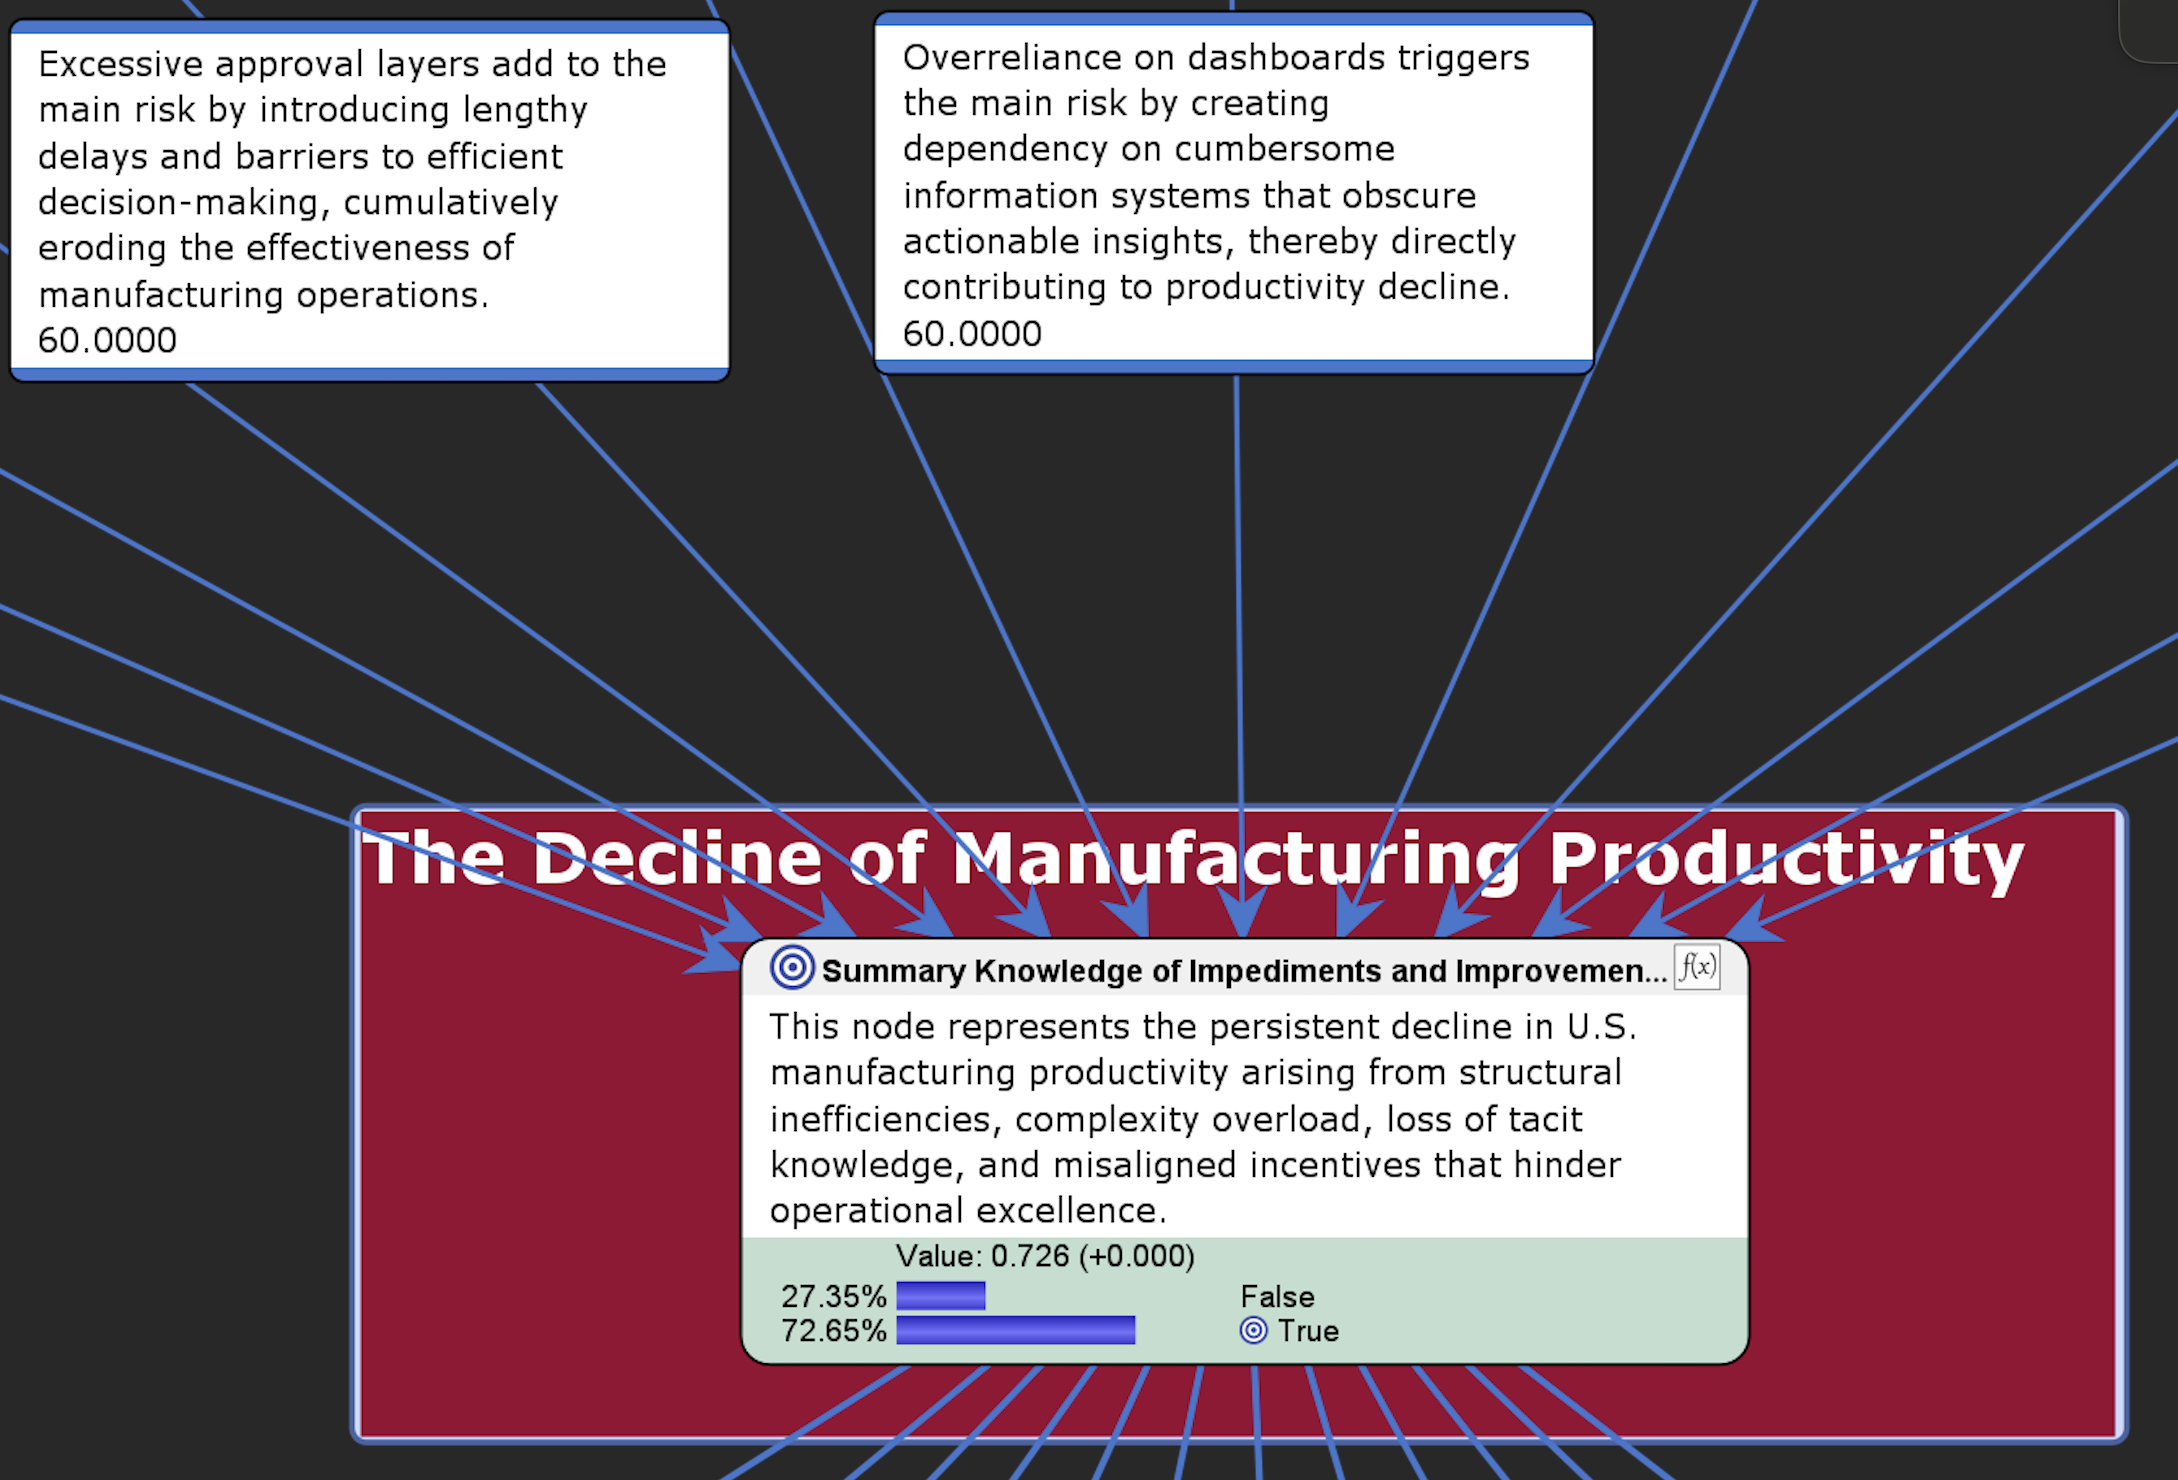 Excessive approval layers add to the
main risk by introducing lengthy
delays and barriers to efficient
decision-making, cumulatively
eroding the effectiveness of
manufacturing operations.
60.0000
Overreliance on dashboards triggers
the main risk by creating
dependency on cumbersome
information systems that obscure
actionable insights, thereby directly
contributing to productivity decline.
60.0000
The Decline of Manufacturing Productivity
Summary Knowledge of Impediments and Improvemen... f(x)
This node represents the persistent decline in U.S.
manufacturing productivity arising from structural
inefficiencies, complexity overload, loss of tacit
knowledge, and misaligned incentives that hinder
operational excellence.
Value: 0.726 (+0.000)
27.35% False
72.65% True